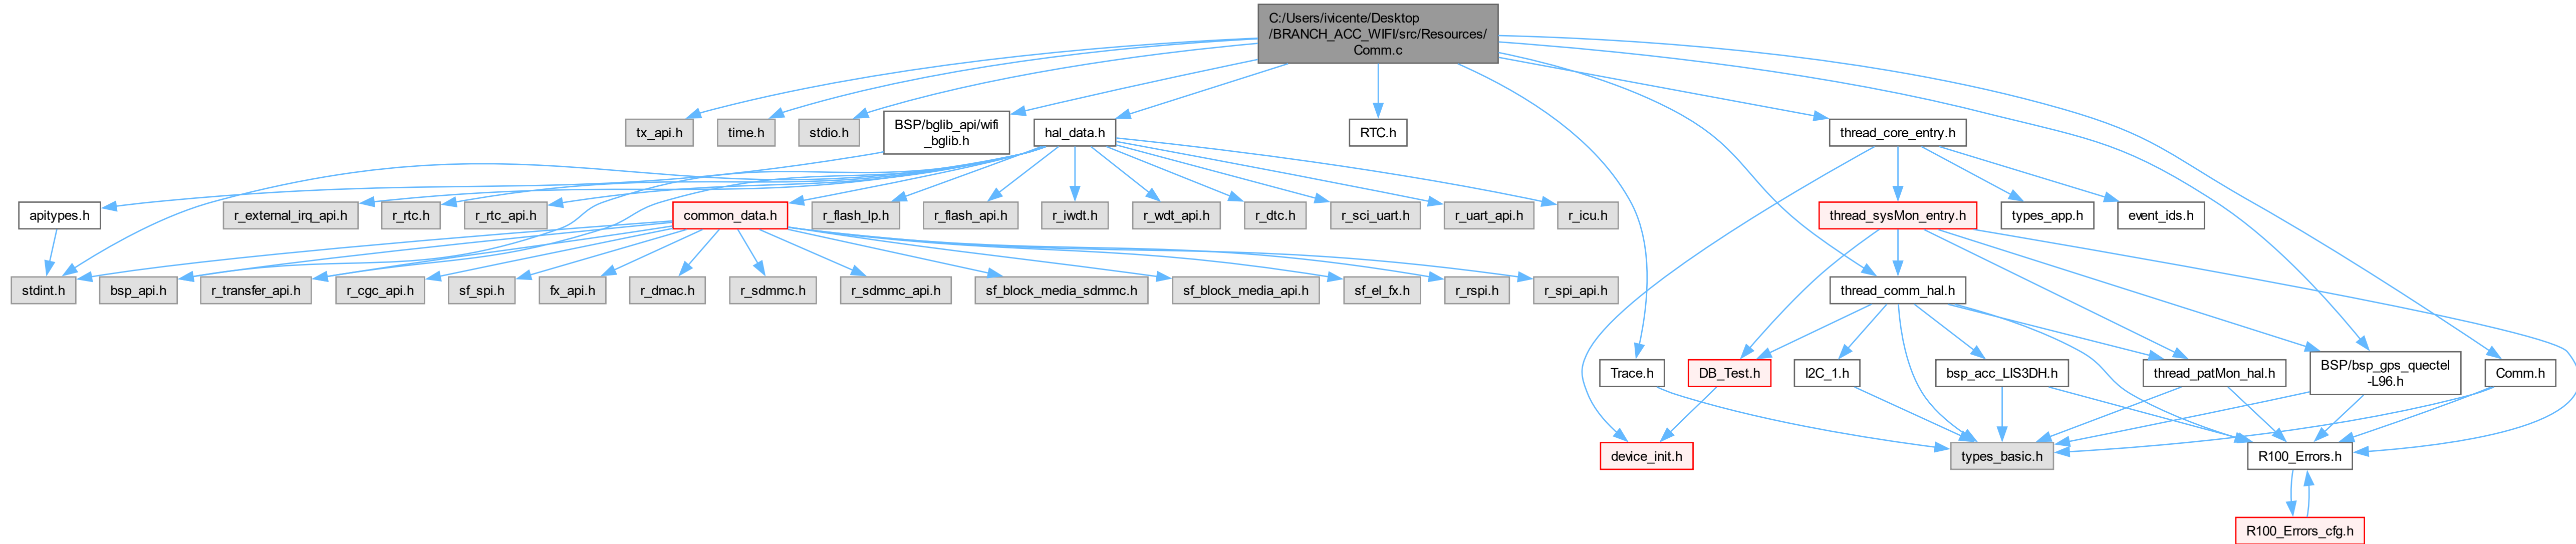 C:/Users/ivicente/Desktop
/BRANCH_ACC_WIFI/src/Resources/
Comm.c
tx_api.h
time.h
stdio.h
BSP/bglib_api/wifi
_bglib.h
hal_data.h
RTC.h
thread_core_entry.h
apitypes.h
r_external_irq_api.h
r_rtc.h
r_rtc_api.h
common_data.h
r_flash_lp.h
r_flash_api.h
r_iwdt.h
r_wdt_api.h
r_dtc.h
r_sci_uart.h
r_uart_api.h
r_icu.h
thread_sysMon_entry.h
types_app.h
event_ids.h
stdint.h
bsp_api.h
r_transfer_api.h
r_cgc_api.h
sf_spi.h
fx_api.h
r_dmac.h
r_sdmmc.h
r_sdmmc_api.h
sf_block_media_sdmmc.h
sf_block_media_api.h
sf_el_fx.h
r_rspi.h
r_spi_api.h
thread_comm_hal.h
Trace.h
DB_Test.h
I2C_1.h
bsp_acc_LIS3DH.h
thread_patMon_hal.h
BSP/bsp_gps_quectel
-L96.h
Comm.h
device_init.h
types_basic.h
R100_Errors.h
R100_Errors_cfg.h